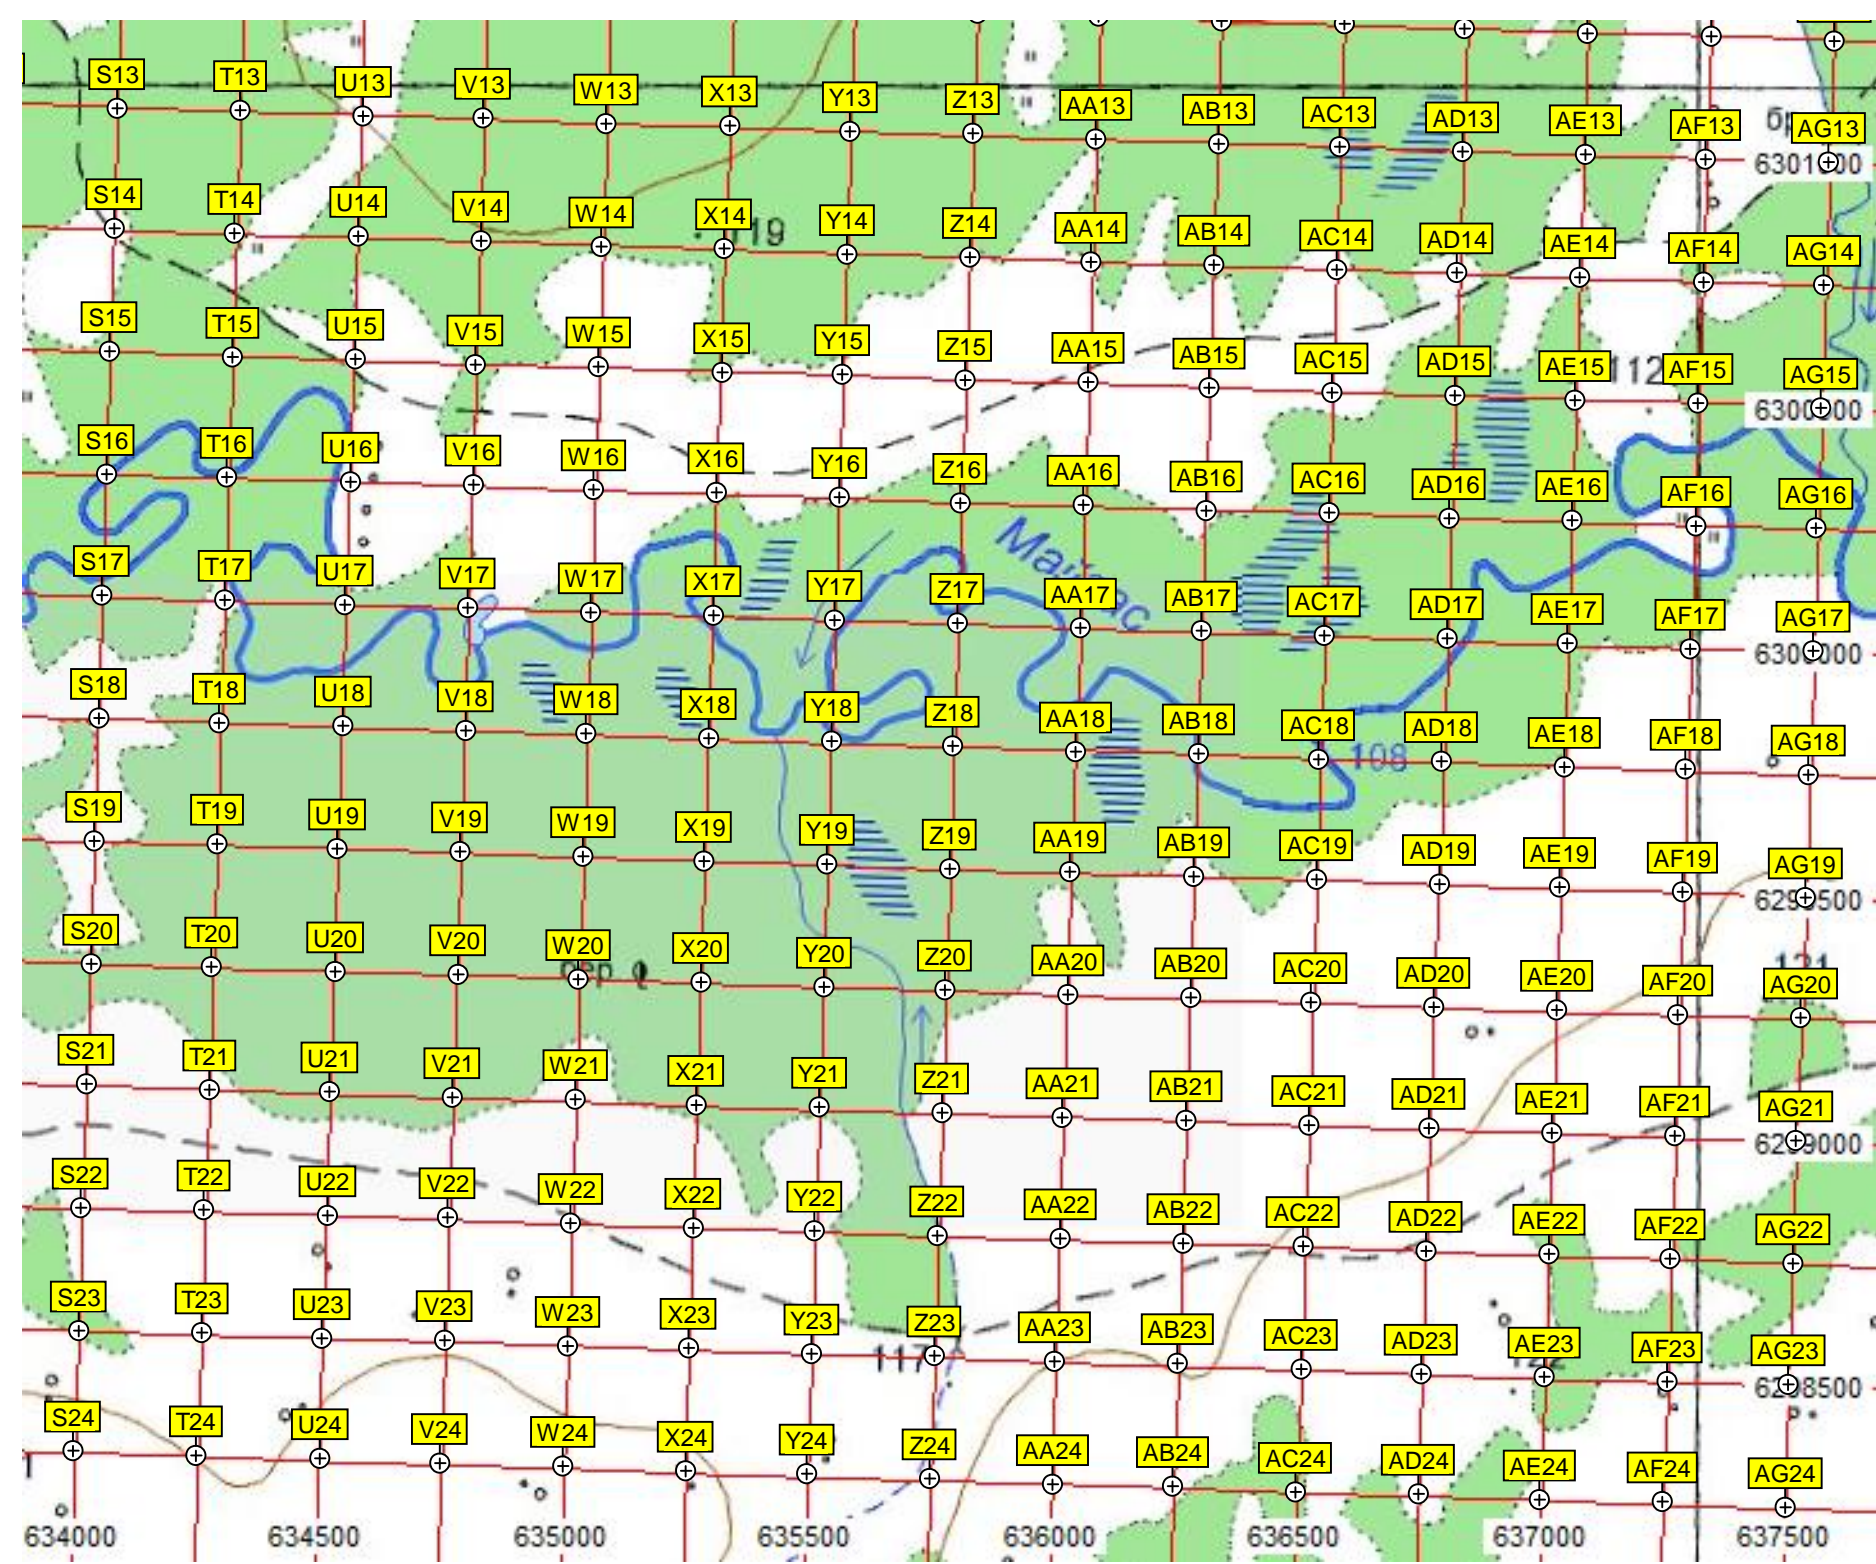 S13 T13 U13 V13 W13 X13 Y13 Z13 AA13 AB13 AC13 AD13 AE13 AF13 AG13
S14 T14 U14 V14 W14 X14 Y14 Z14 AA14 AB14 AC14 AD14 AE14 AF14 AG14
S15 T15 U15 V15 W15 X15 Y15 Z15 AA15 AB15 AC15 AD15 AE15 112 AF15 AG15
6300000
S16 T16 U16 V16 W16 X16 Y16 Z16 AA16 AB16 AC16 AD16 AE16 AF16 AG16
S17 T17 U17 V17 W17 X17 Y17 Z17 AA17 AB17 AC17 AD17 AE17 AF17 AG17
S18 T18 U18 V18 W18 X18 Y18 Z18 AA18 AB18 AC18 AD18 AE18 AF18 AG18
108
S19 T19 U19 V19 W19 X19 Y19 Z19 AA19 AB19 AC19 AD19 AE19 AF19 AG19
S20 T20 U20 V20 W20 X20 Y20 Z20 AA20 AB20 AC20 AD20 AE20 AF20 AG20
S21 T21 U21 V21 W21 X21 Y21 Z21 AA21 AB21 AC21 AD21 AE21 AF21 AG21
S22 T22 U22 V22 W22 X22 Y22 Z22 AA22 AB22 AC22 AD22 AE22 AF22 AG22
S23 T23 U23 V23 W23 X23 Y23 Z23 AA23 AB23 AC23 AD23 AE23 AF23 AG23
117
S24 T24 U24 V24 W24 X24 Y24 Z24 AA24 AB24 AC24 AD24 AE24 AF24 AG24
634000 634500 635000 635500 636000 636500 637000 637500